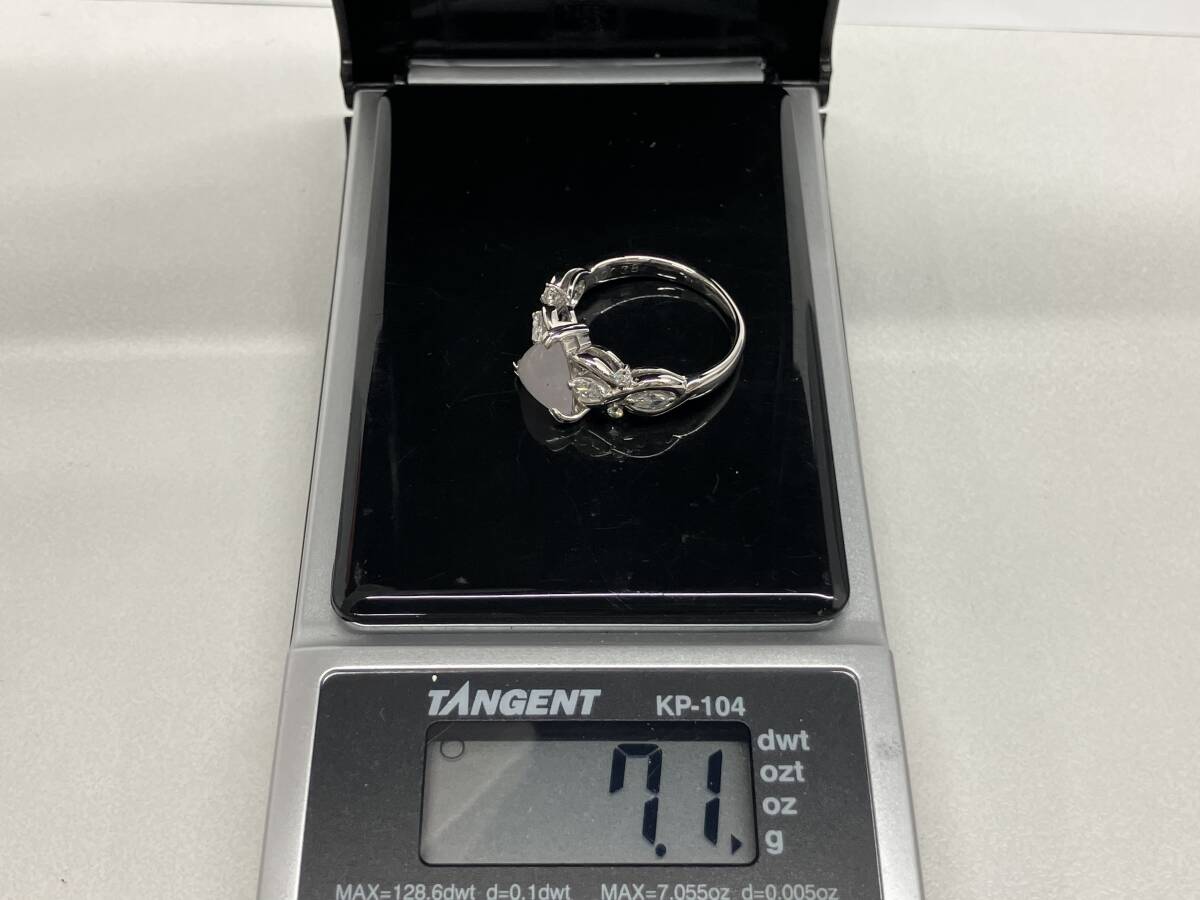 TANGENT KP-104
dwt
ozt
oz
7.1 g
MAX=128.6dwt d=0.1dwt MAX=7.055oz d=0.005oz